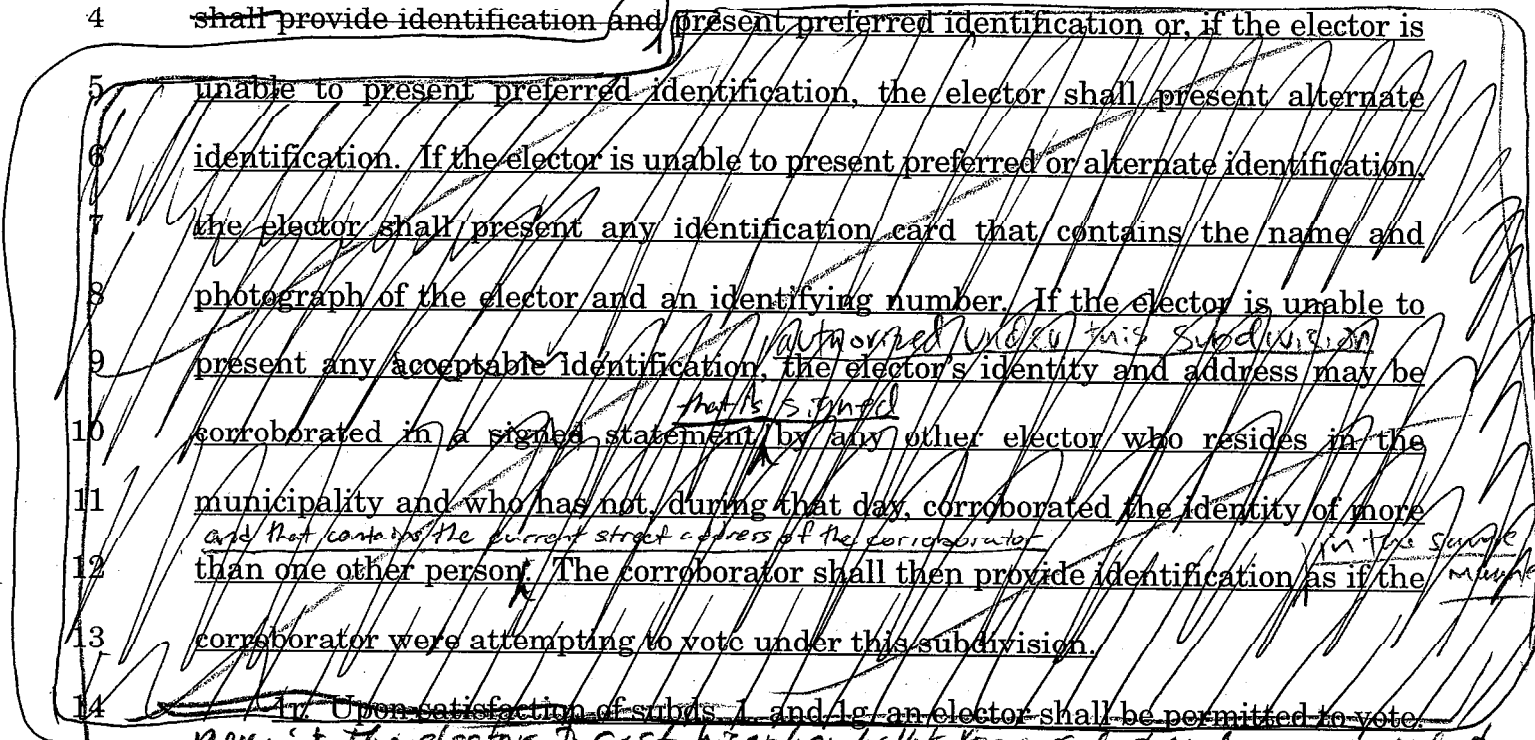 4 shall provide identification and present preferred identification or, if the elector is
5 unable to present preferred identification, the elector shall present alternate
6 identification. If the elector is unable to present preferred or alternate identification,
7 the elector shall present any identification card that contains the name and
8 photograph of the elector and an identifying number. If the elector is unable to
authorized under this subdivision
9 present any acceptable identification, the elector's identity and address may be
that is signed
10 corroborated in a signed statement by any other elector who resides in the
11 municipality and who has not, during that day, corroborated the identity of more
and that contains the current street address of the corroborator in the same
12 than one other person. The corroborator shall then provide identification as if the
13 corroborator were attempting to vote under this subdivision.
14 1r. Upon satisfaction of subds. 1. and 1g. an elector shall be permitted to vote.